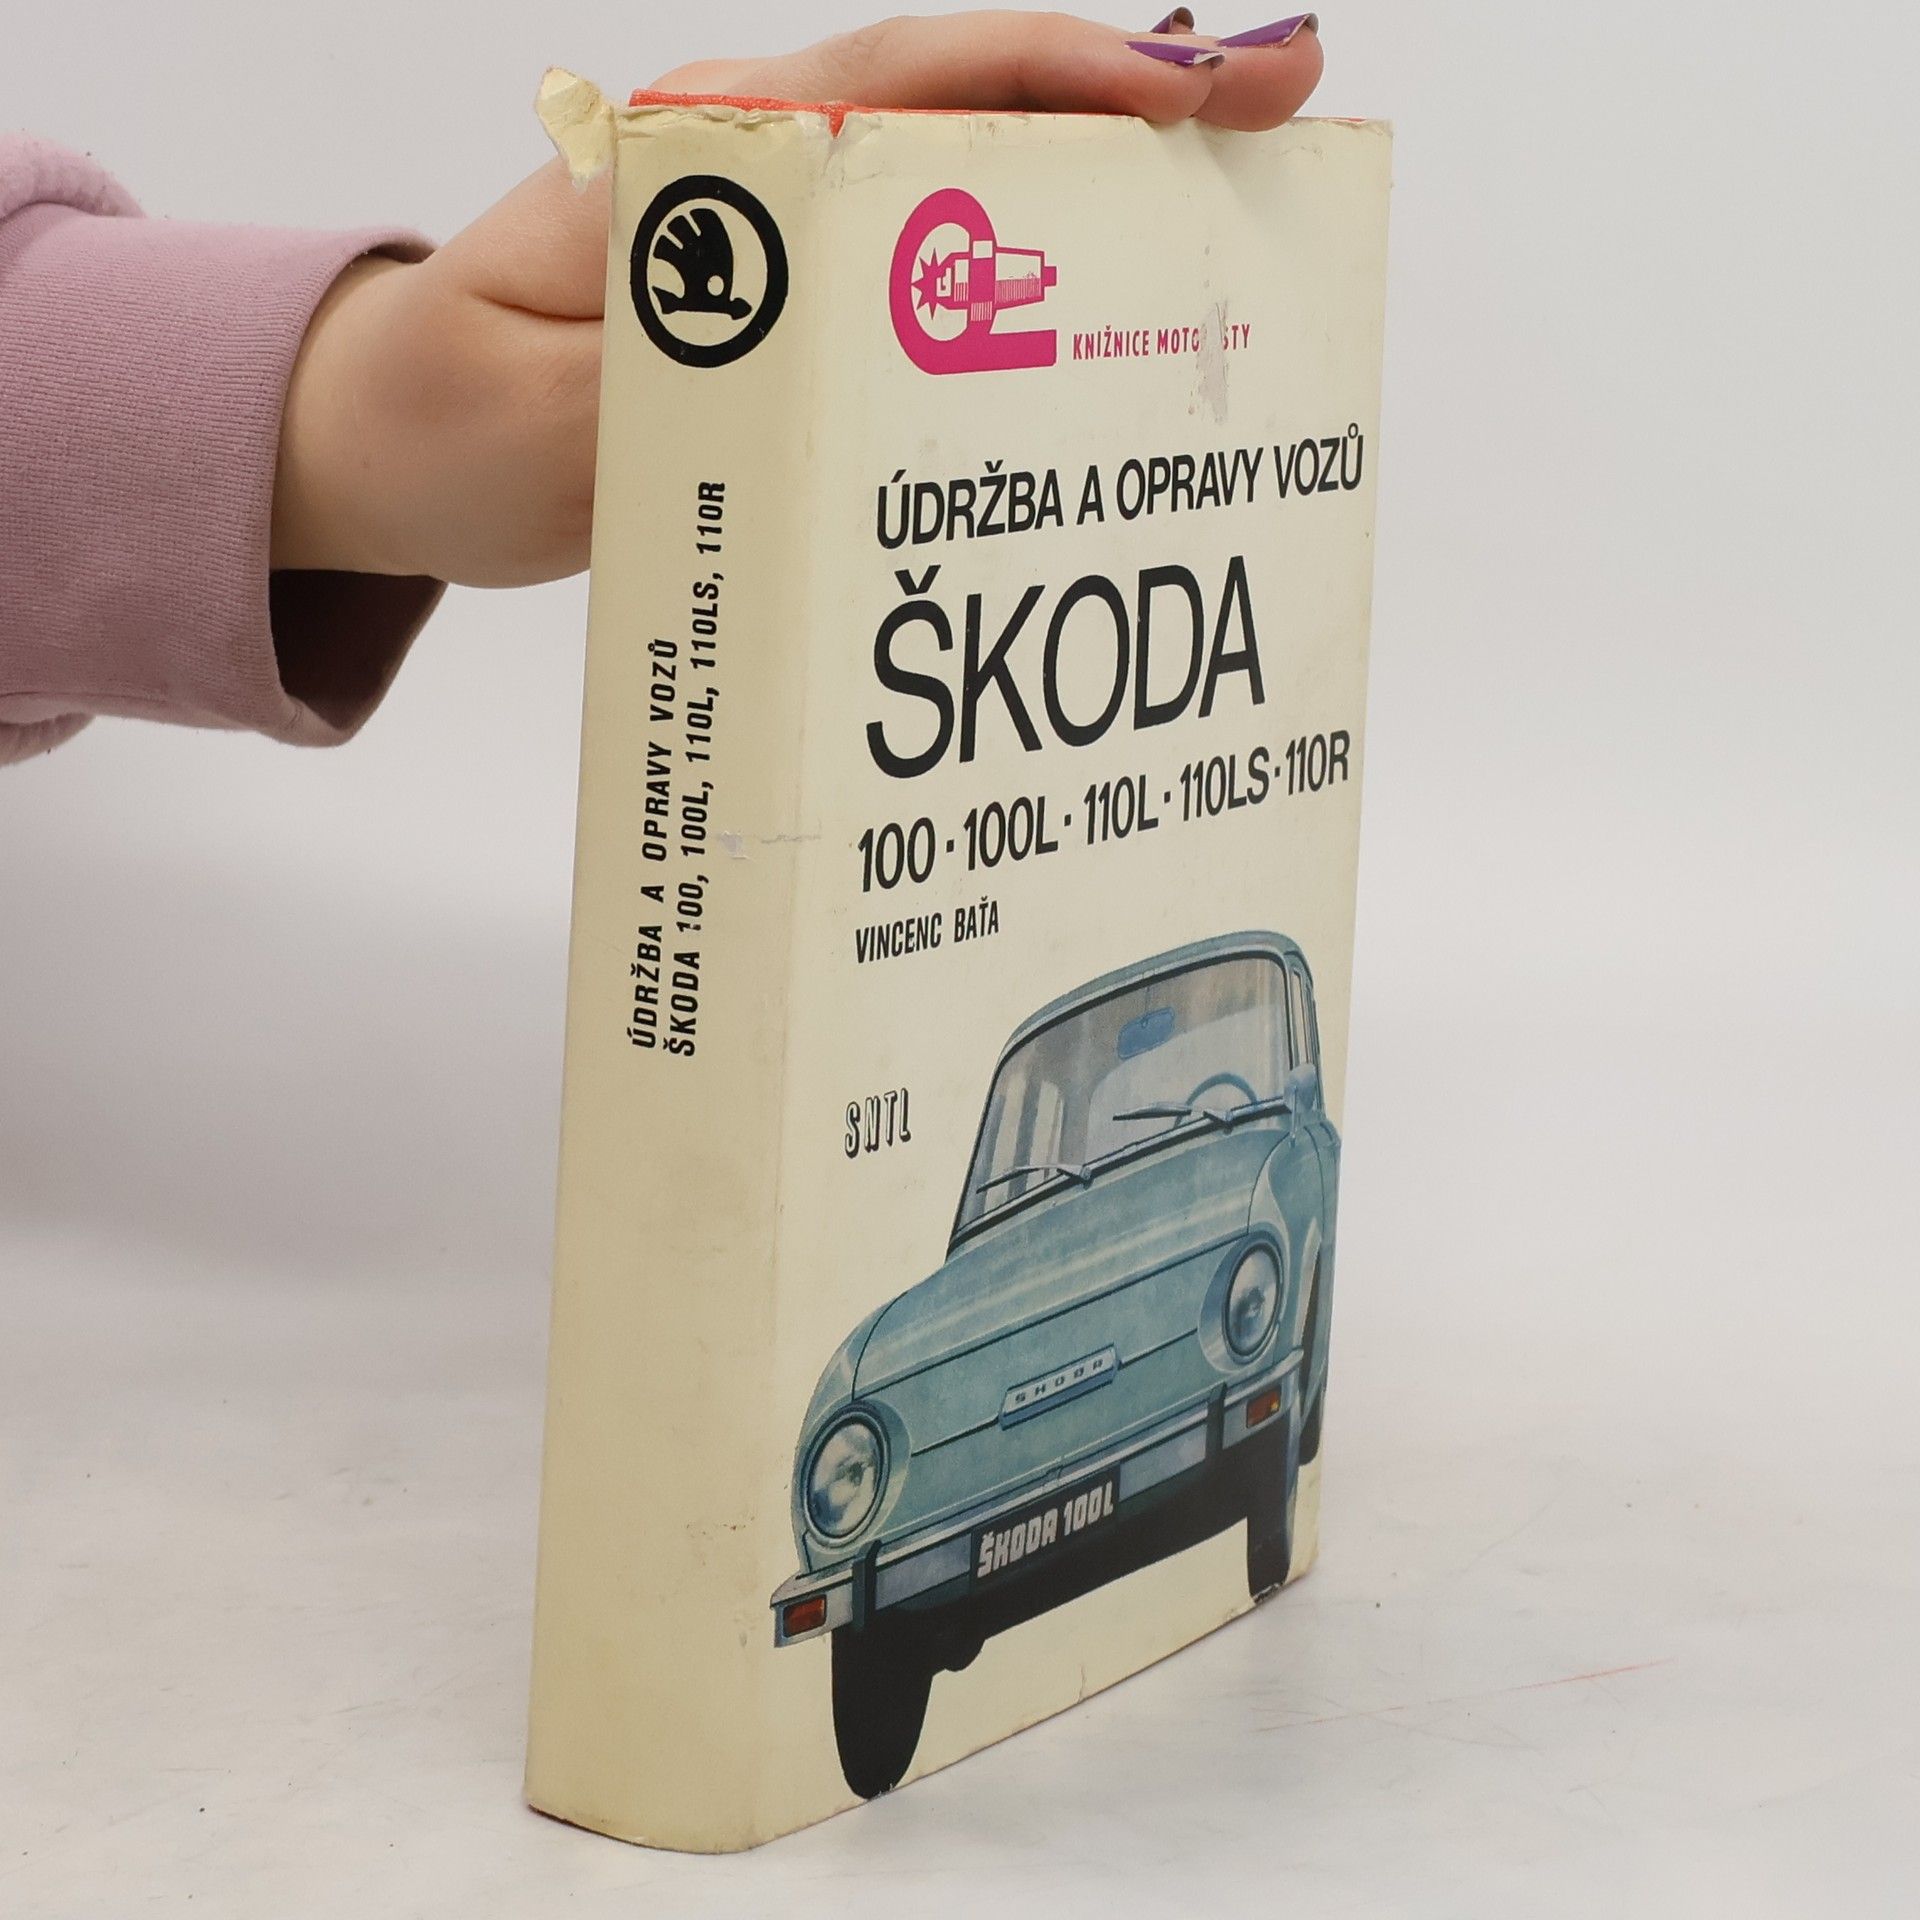 ÚDRŽBA A OPRAVY VOZŮ
ŠKODA 100, 100L, 110L, 110LS, 110R
KNIŽNICE
ÚDRŽBA A OPRAVY VOZŮ
ŠKODA
100 · 100L · 110L · 110LS · 110R
VINCENC BAŤA
SNTL
SKODA
ŠKODA 100L